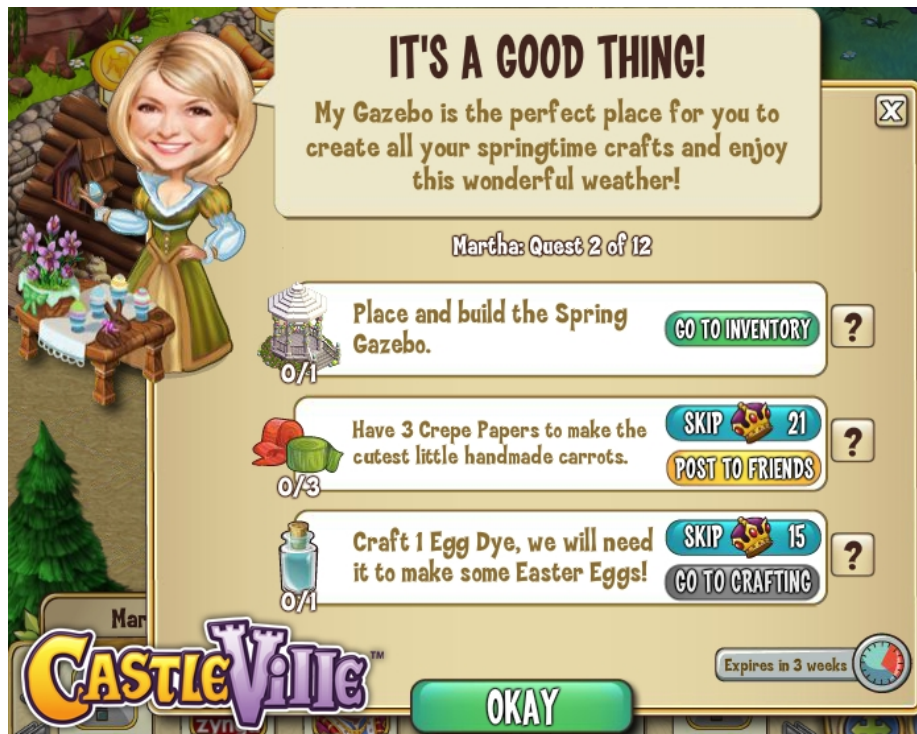 IT'S A GOOD THING!
My Gazebo is the perfect place for you to
create all your springtime crafts and enjoy
this wonderful weather!
Martha: Quest 2 of 12
Place and build the Spring
Gazebo.
GO TO INVENTORY
?
0/1
Have 3 Crepe Papers to make the
cutest little handmade carrots.
SKIP 21
POST TO FRIENDS
?
0/3
Craft 1 Egg Dye, we will need
it to make some Easter Eggs!
SKIP 15
GO TO CRAFTING
?
0/1
Mar
CASTLEVILLE™
Expires in 3 weeks
OKAY
zyn